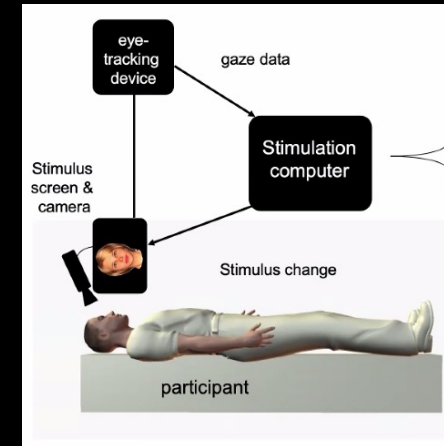 eye-
tracking
device
gaze data
Stimulation
computer
Stimulus
screen &
camera
Stimulus change
participant